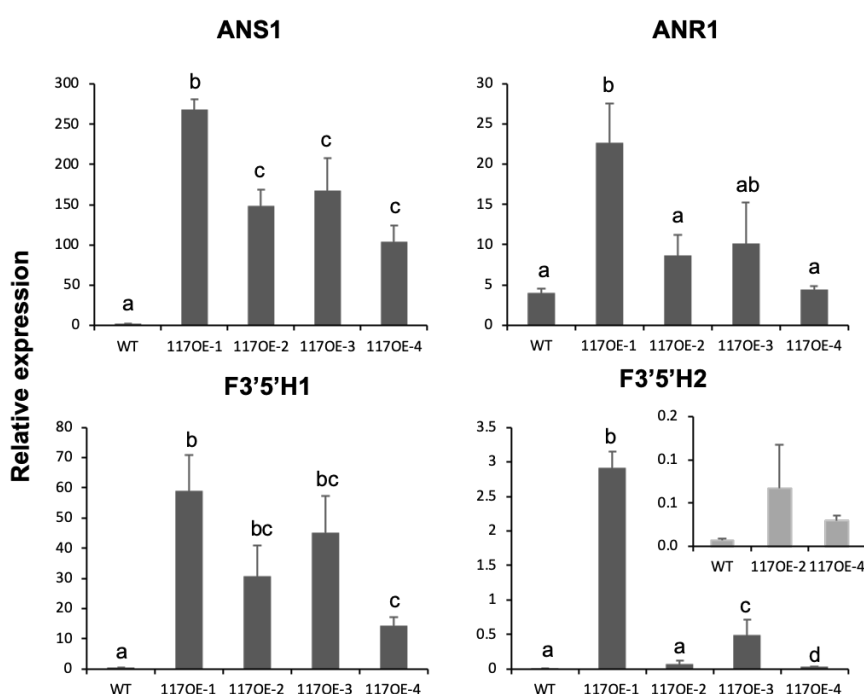 ANS1
300
250
200
150
100
50
0
a
b
c
c
c
WT 117OE-1 117OE-2 117OE-3 117OE-4
ANR1
30
25
20
15
10
5
0
a
b
a
ab
a
WT 117OE-1 117OE-2 117OE-3 117OE-4
Relative expression
F3'5'H1
80
70
60
50
40
30
20
10
0
a
b
bc
bc
c
WT 117OE-1 117OE-2 117OE-3 117OE-4
F3'5'H2
3.5
3
2.5
2
1.5
1
0.5
0
a
b
a
c
d
WT 117OE-1 117OE-2 117OE-3 117OE-4
0.2
0.1
0.1
0.0
WT 117OE-2 117OE-4